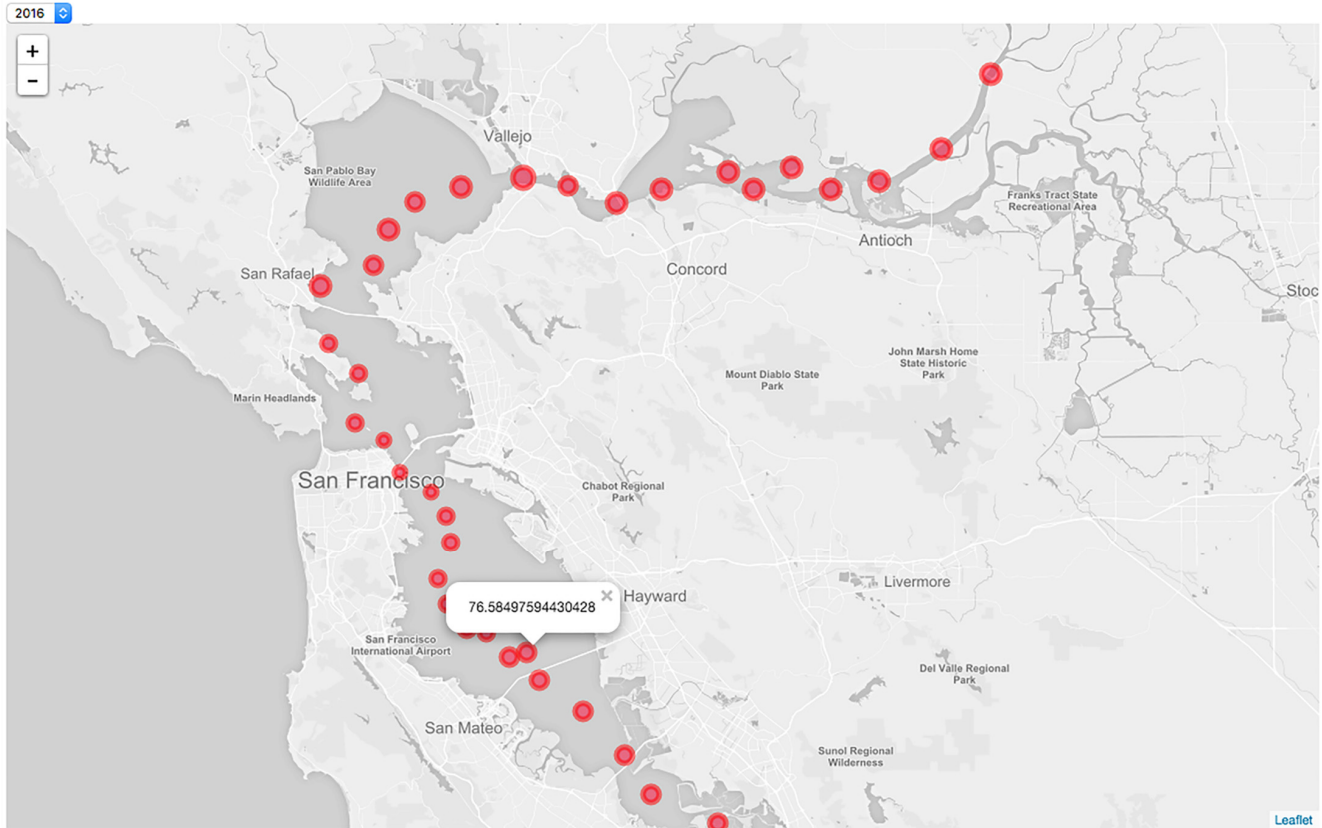 2016
+
−
Vallejo
San Pablo Bay
Wildlife Area
Franks Tract State
Recreational Area
Antioch
Concord
San Rafael
Stoc
John Marsh Home
State Historic
Park
Mount Diablo State
Park
Marin Headlands
San Francisco
Chabot Regional
Park
Livermore
Hayward
76.58497594430428
×
San Francisco
International Airport
Del Valle Regional
Park
San Mateo
Sunol Regional
Wilderness
Leaflet